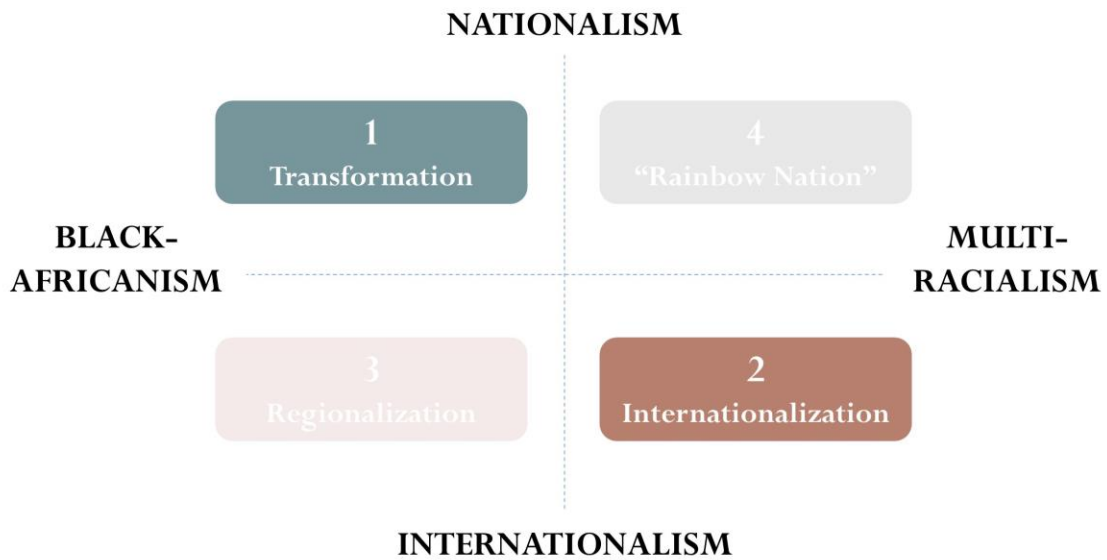 NATIONALISM
1
Transformation
4
“Rainbow Nation”
BLACK-
AFRICANISM
MULTI-
RACIALISM
3
Regionalization
2
Internationalization
INTERNATIONALISM